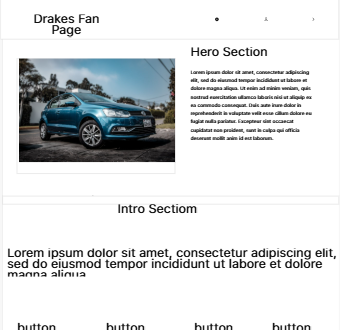 Drakes Fan
Page
Hero Section
Lorem ipsum dolor sit amet, consectetur adipiscing
elit, sed do eiusmod tempor incididunt ut labore et
dolore magna aliqua. Ut enim ad minim veniam, quis
nostrud exercitation ullamco laboris nisi ut aliquip ex
ea commodo consequat. Duis aute irure dolor in
reprehenderit in voluptate velit esse cillum dolore eu
fugiat nulla pariatur. Excepteur sint occaecat
cupidatat non proident, sunt in culpa qui officia
deserunt mollit anim id est laborum.
Intro Sectiom
Lorem ipsum dolor sit amet, consectetur adipiscing elit,
sed do eiusmod tempor incididunt ut labore et dolore
magna aliqua
button button button button